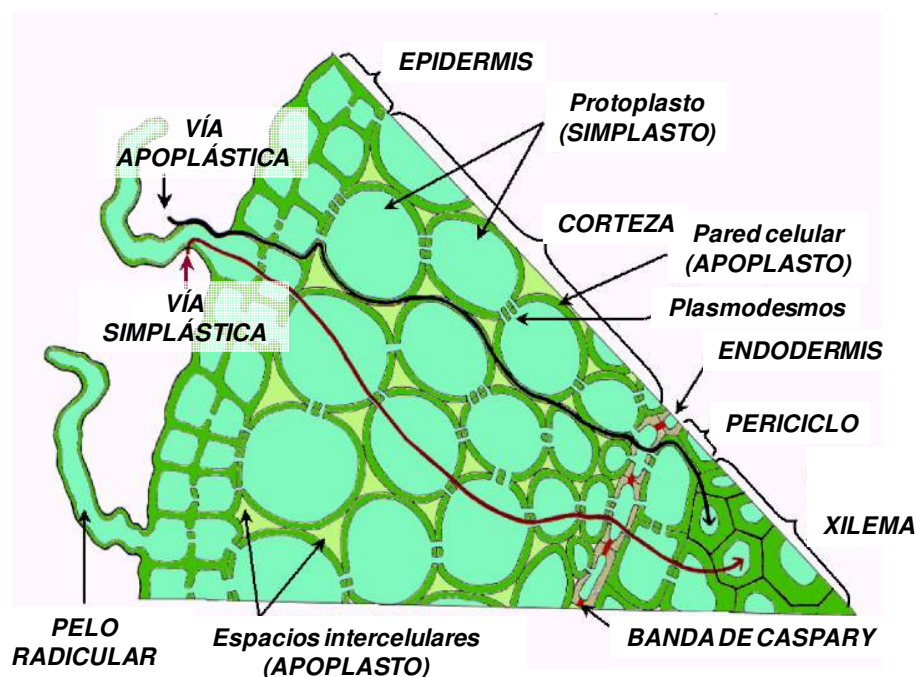 EPIDERMIS
Protoplasto
(SIMPLASTO)
VÍA
APOPLÁSTICA
CORTEZA
Pared celular
(APOPLASTO)
VÍA
SIMPLÁSTICA
Plasmodesmos
ENDODERMIS
PERICICLO
XILEMA
PELO
RADICULAR
Espacios intercelulares
(APOPLASTO)
BANDA DE CASPARY